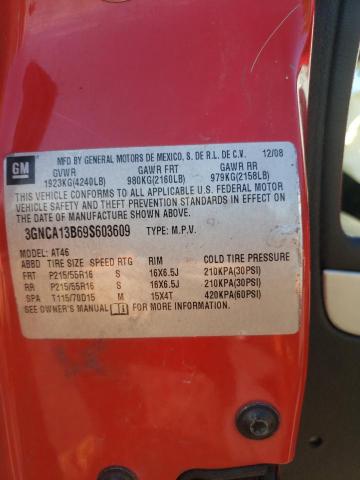 GM
MFD BY GENERAL MOTORS DE MEXICO, S. DE R.L. DE C.V. 12/08
GVWR GAWR FRT GAWR RR
1923KG(4240LB) 980KG(2160LB) 979KG(2158LB)
THIS VEHICLE CONFORMS TO ALL APPLICABLE U.S. FEDERAL MOTOR
VEHICLE SAFETY AND THEFT PREVENTION STANDARDS IN EFFECT ON
THE DATE OF MANUFACTURE SHOWN ABOVE.
3GNCA13B69S603609 TYPE: M.P.V.
MODEL: AT46
ABBD TIRE SIZE SPEED RTG RIM COLD TIRE PRESSURE
FRT P215/55R16 S 16X6.5J 210KPA(30PSI)
RR P215/55R16 S 16X6.5J 210KPA(30PSI)
SPA T115/70D15 M 15X4T 420KPA(60PSI)
SEE OWNER'S MANUAL FOR MORE INFORMATION.